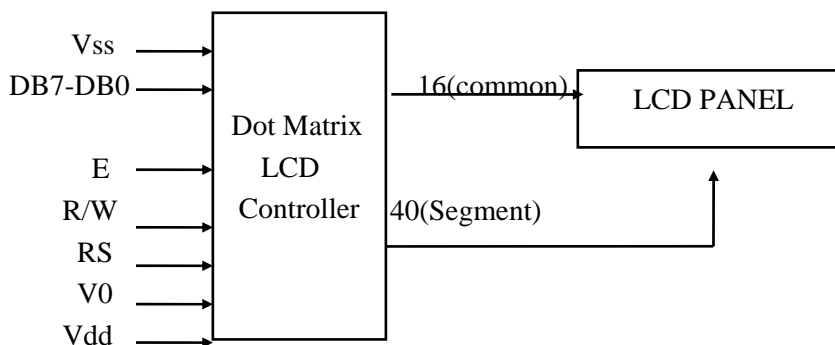 Vss
DB7-DB0
E
R/W
RS
V0
Vdd
Dot Matrix
LCD
Controller
16(common)
40(Segment)
LCD PANEL